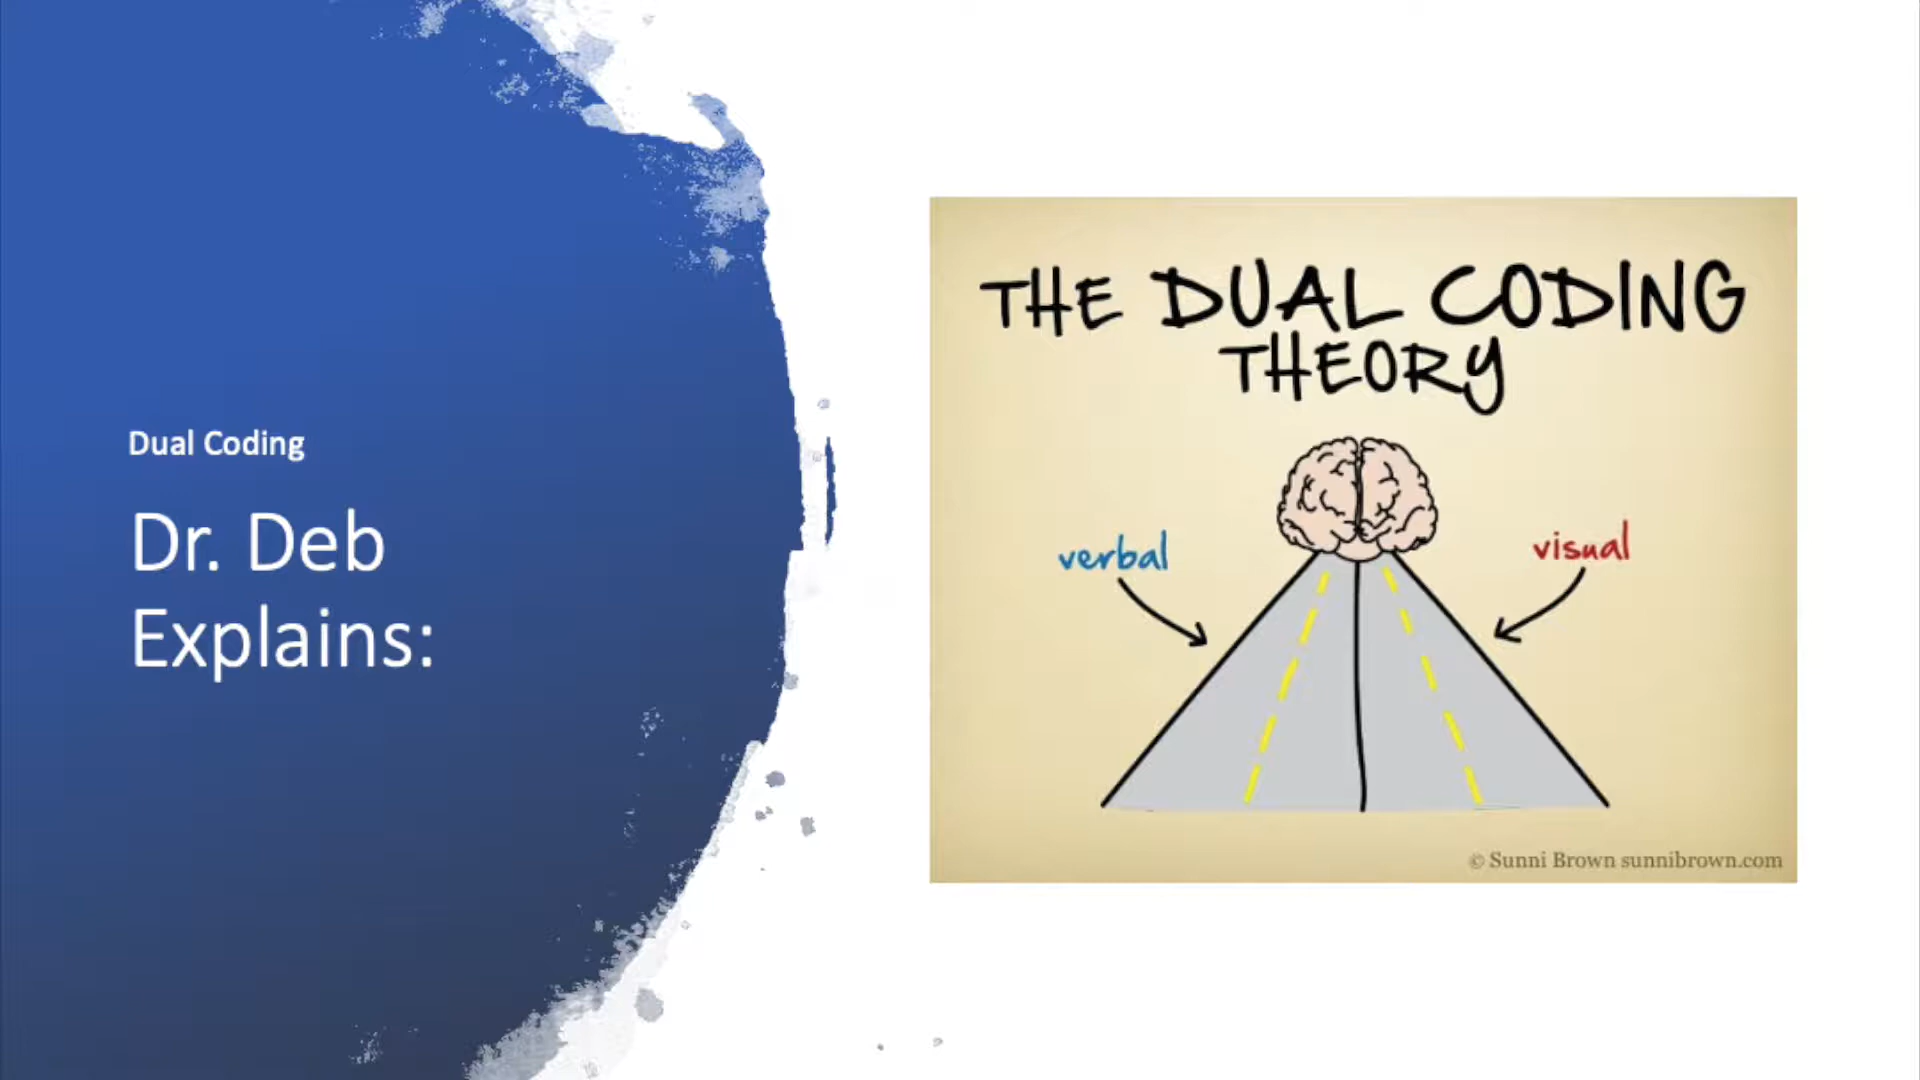 Dual Coding
Dr. Deb
Explains:
THE DUAL CODING
THEORY
verbal
visual
© Sunni Brown sunnibrown.com